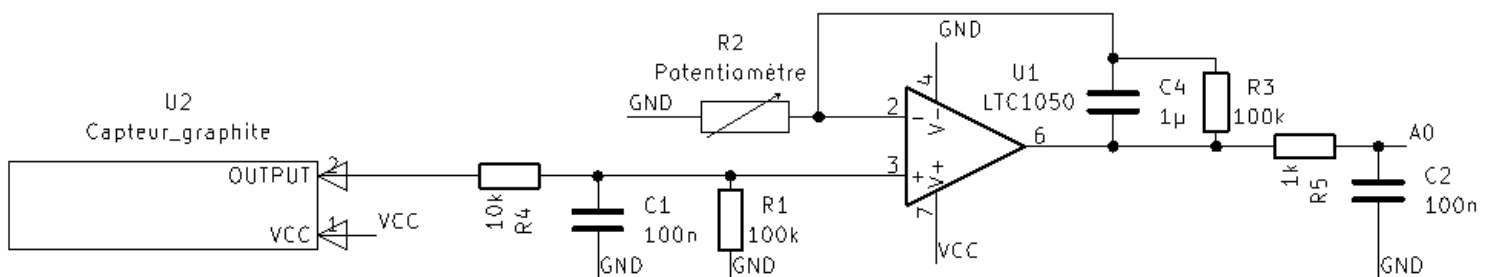 GND
R2
Potentiomètre
GND
U2
Capteur_graphite
OUTPUT
2
VCC
1
VCC
10k
R4
C1
100n
GND
R1
100k
GND
2
-
3
+
4
V-
V+
7
VCC
U1
LTC1050
6
C4
1µ
R3
100k
1k
R5
A0
C2
100n
GND